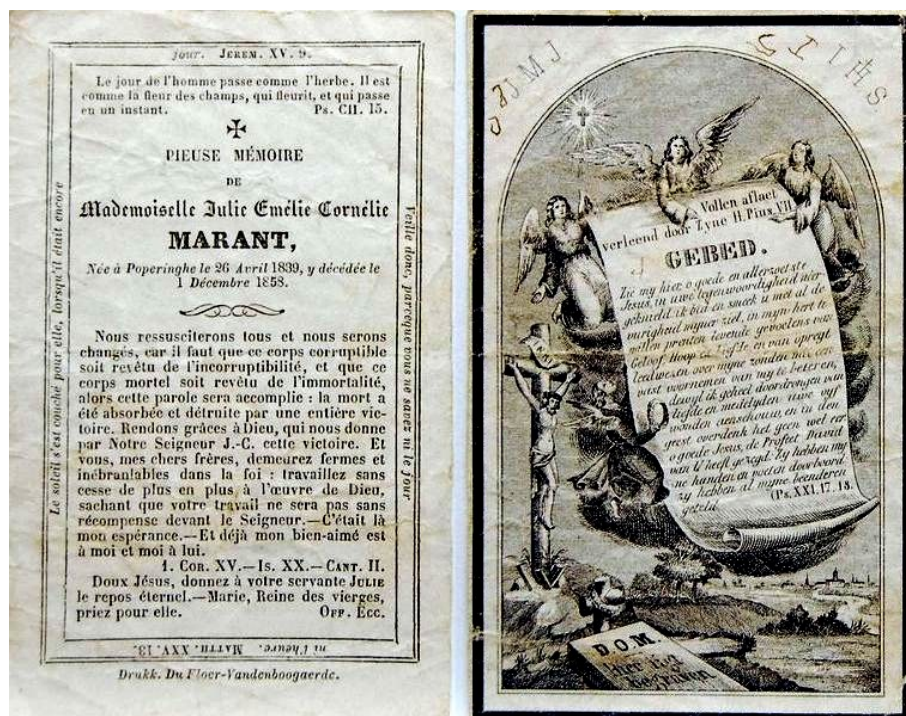 jour. JEREM. XV. 9.
Le jour de l'homme passe comme l'herbe. Il est
comme la fleur des champs, qui fleurit, et qui passe
en un instant. Ps. CII. 15.
PIEUSE MÉMOIRE
DE
Mademoiselle Julie Emélie Cornélie
MARANT,
Née à Poperinghe le 26 Avril 1839, y décédée le
1 Décembre 1858.
Nous ressusciterons tous et nous serons
changés, car il faut que ce corps corruptible
soit revêtu de l'incorruptibilité, et que ce
corps mortel soit revêtu de l'immortalité,
alors cette parole sera accomplie : la mort a
été absorbée et détruite par une entière vic-
toire. Rendons grâces à Dieu, qui nous donne
par Notre Seigneur J.-C. cette victoire. Et
vous, mes chers frères, demeurez fermes et
inébranlables dans la foi : travaillez sans
cesse de plus en plus à l'œuvre de Dieu,
sachant que votre travail ne sera pas sans
récompense devant le Seigneur.—C'était là
mon espérance.—Et déjà mon bien-aimé est
à moi et moi à lui.
1. COR. XV.—IS. XX.—CANT. II.
Doux Jésus, donnez à votre servante JULIE
le repos éternel.—Marie, Reine des vierges,
priez pour elle. OFF. ECC.
Le soleil s'est couché pour elle, lorsqu'il était encore
Veille donc, parceque vous ne savez ni le jour
ni l'heure. MATTH. XXV. 13.
Drukk. Du Floer-Vandenboogaerde.
Vollen aflaet
verleend door Zyne H. Pius VII
GEBED.
Zie my hier, o goede en allerzoetste
Jesus, in uwe tegenwoordigheid neêr
geknield, ik bid en smeek u met al de
vurigheid myner ziel, in myn hert te
willen prenten levende gevoelens van
Geloof, Hoop en Liefde en van opregt
leedwezen over myne zonden met een
vast voornemen van my te beteren,
dewyl ik geheel doordrongen van
liefde en medelyden uwe vyf
wonden aenschouw, en in den
geest overdenk het geen wel eer
o goede Jesus, de Profeet David
van U heeft gezegd: Zy hebben my
ne handen en voeten doorboord,
zy hebben al myne beenderen
geteld. (Ps. XXI. 17. 18.
D.O.M.
Hier ligt
begraven